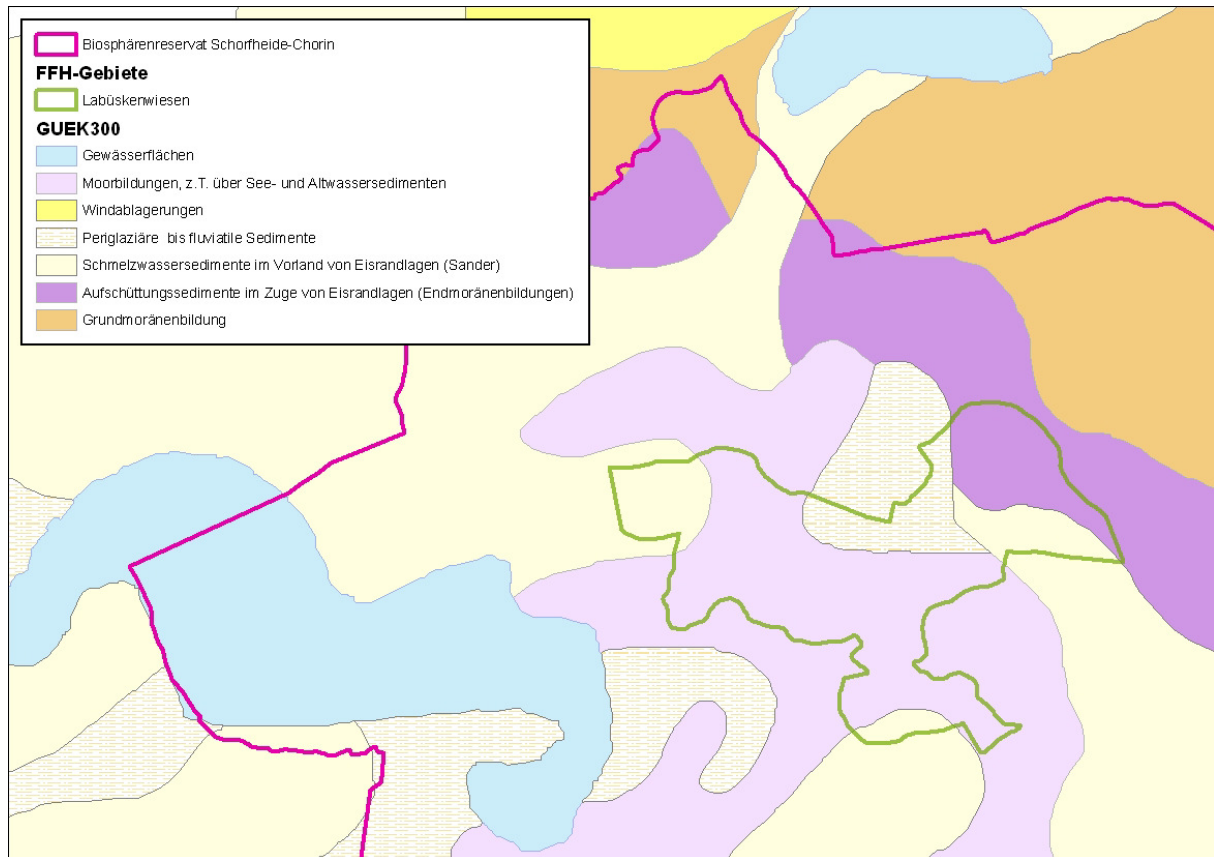 Biosphärenreservat Schorfheide-Chorin
FFH-Gebiete
Labüskenwiesen
GUEK300
Gewässerflächen
Moorbildungen, z.T. über See- und Altwassersedimenten
Windablagerungen
Periglaziäre bis fluviatile Sedimente
Schmelzwassersedimente im Vorland von Eisrandlagen (Sander)
Aufschüttungssedimente im Zuge von Eisrandlagen (Endmoränenbildungen)
Grundmoränenbildung